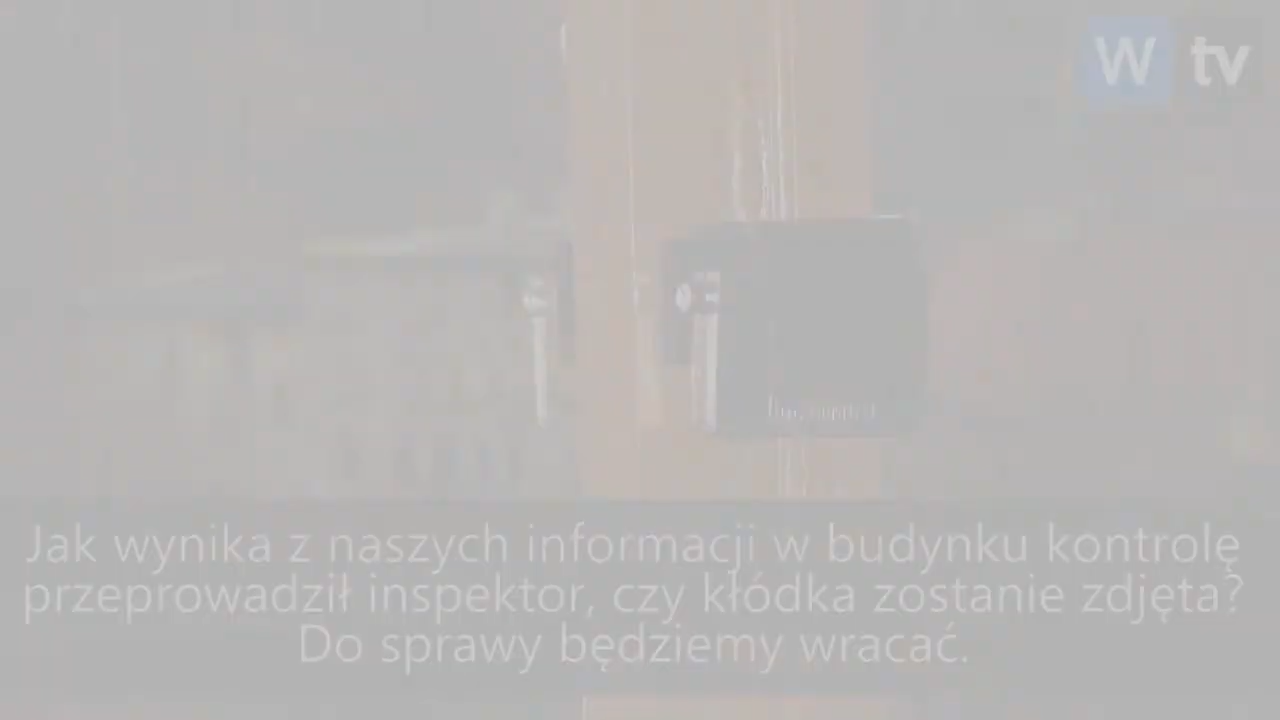 W tv
Jak wynika z naszych informacji w budynku kontrolę
przeprowadził inspektor, czy kłódka zostanie zdjęta?
Do sprawy będziemy wracać.